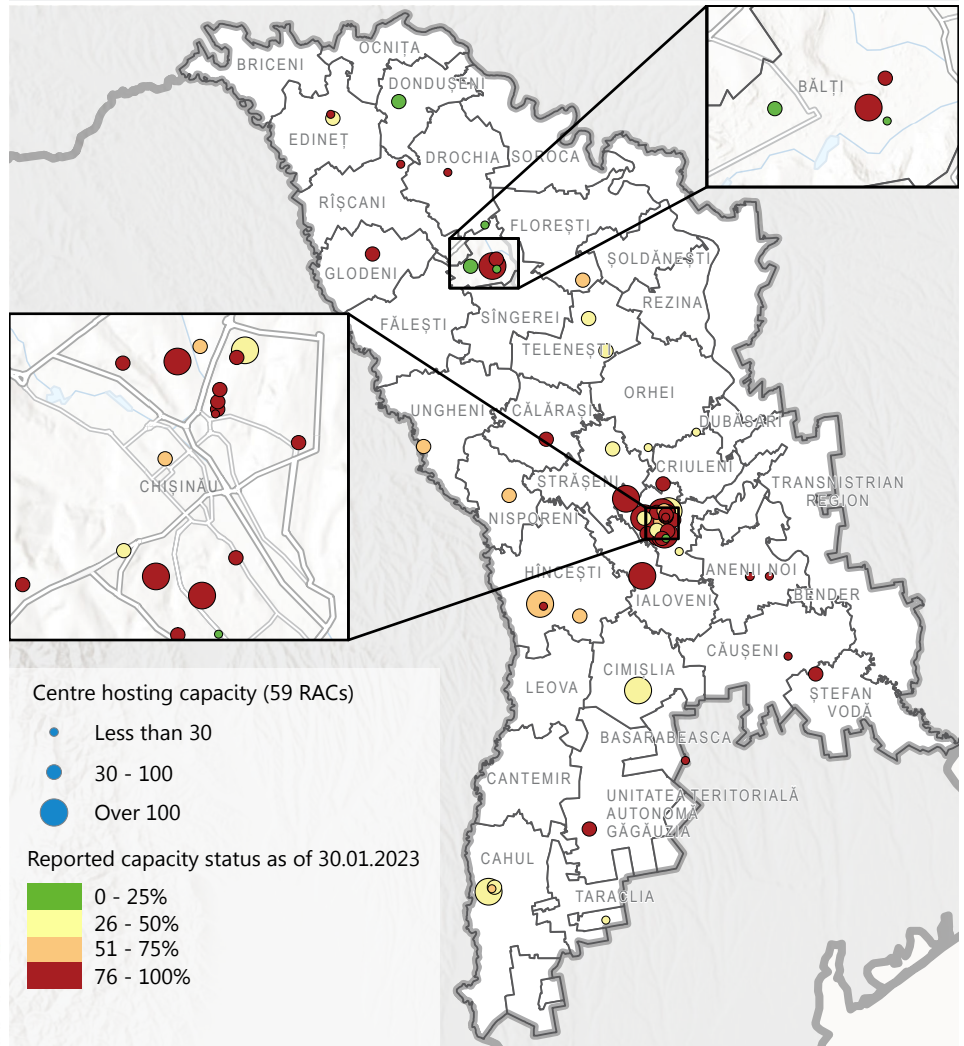 OCNIȚA
BRICENI
DONDUȘENI
EDINEȚ
DROCHIA
SOROCA
BĂLȚI
RÎȘCANI
FLOREȘTI
GLODENI
ȘOLDĂNEȘTI
REZINA
FĂLEȘTI
SÎNGEREI
TELENEȘTI
ORHEI
UNGHENI
CĂLĂRAȘI
DUBĂSARI
CRIULENI
STRĂȘENI
TRANSNISTRIAN
REGION
CHIȘINĂU
NISPORENI
ANENII NOI
HÎNCEȘTI
BENDER
IALOVENI
CĂUȘENI
CIMIȘLIA
LEOVA
ȘTEFAN
VODĂ
BASARABEASCA
CANTEMIR
UNITATEA TERITORIALĂ
AUTONOMĂ
GĂGĂUZIA
CAHUL
TARACLIA
Centre hosting capacity (59 RACs)
Less than 30
30 - 100
Over 100
Reported capacity status as of 30.01.2023
0 - 25%
26 - 50%
51 - 75%
76 - 100%